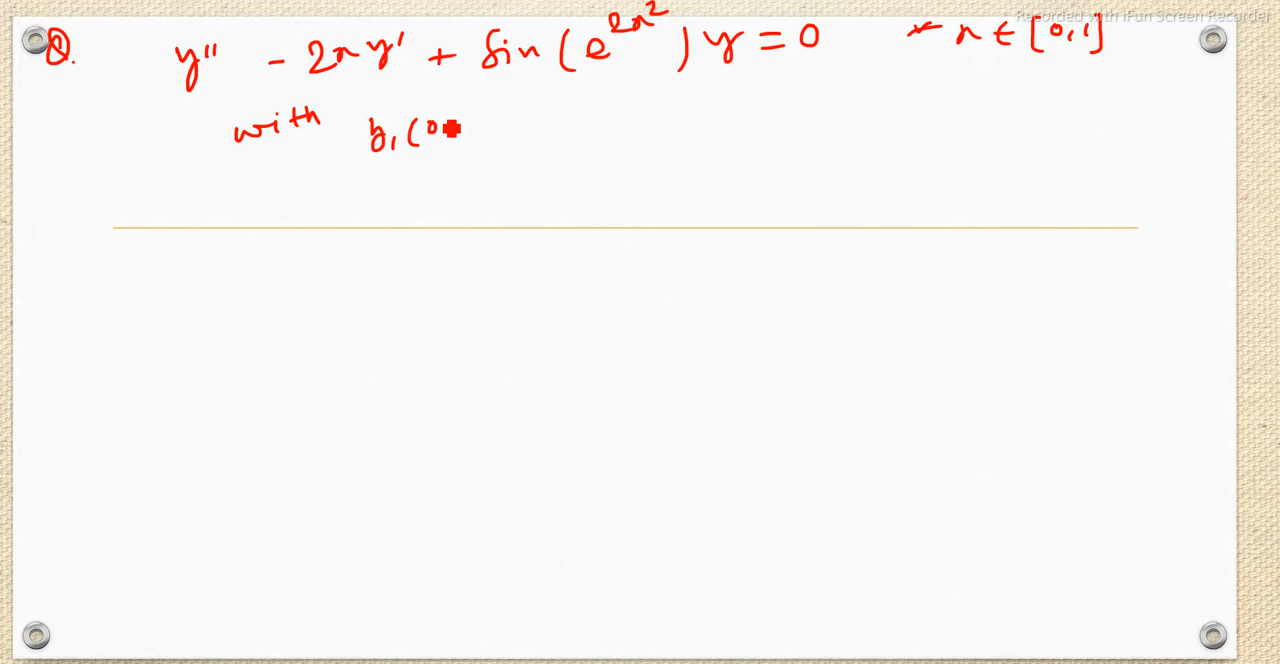 Recorded with iFun Screen Recorder
Q. y'' - 2xy' + Sin(e^{2x^2})y = 0 x ∈ [0,1]
with y₁(0